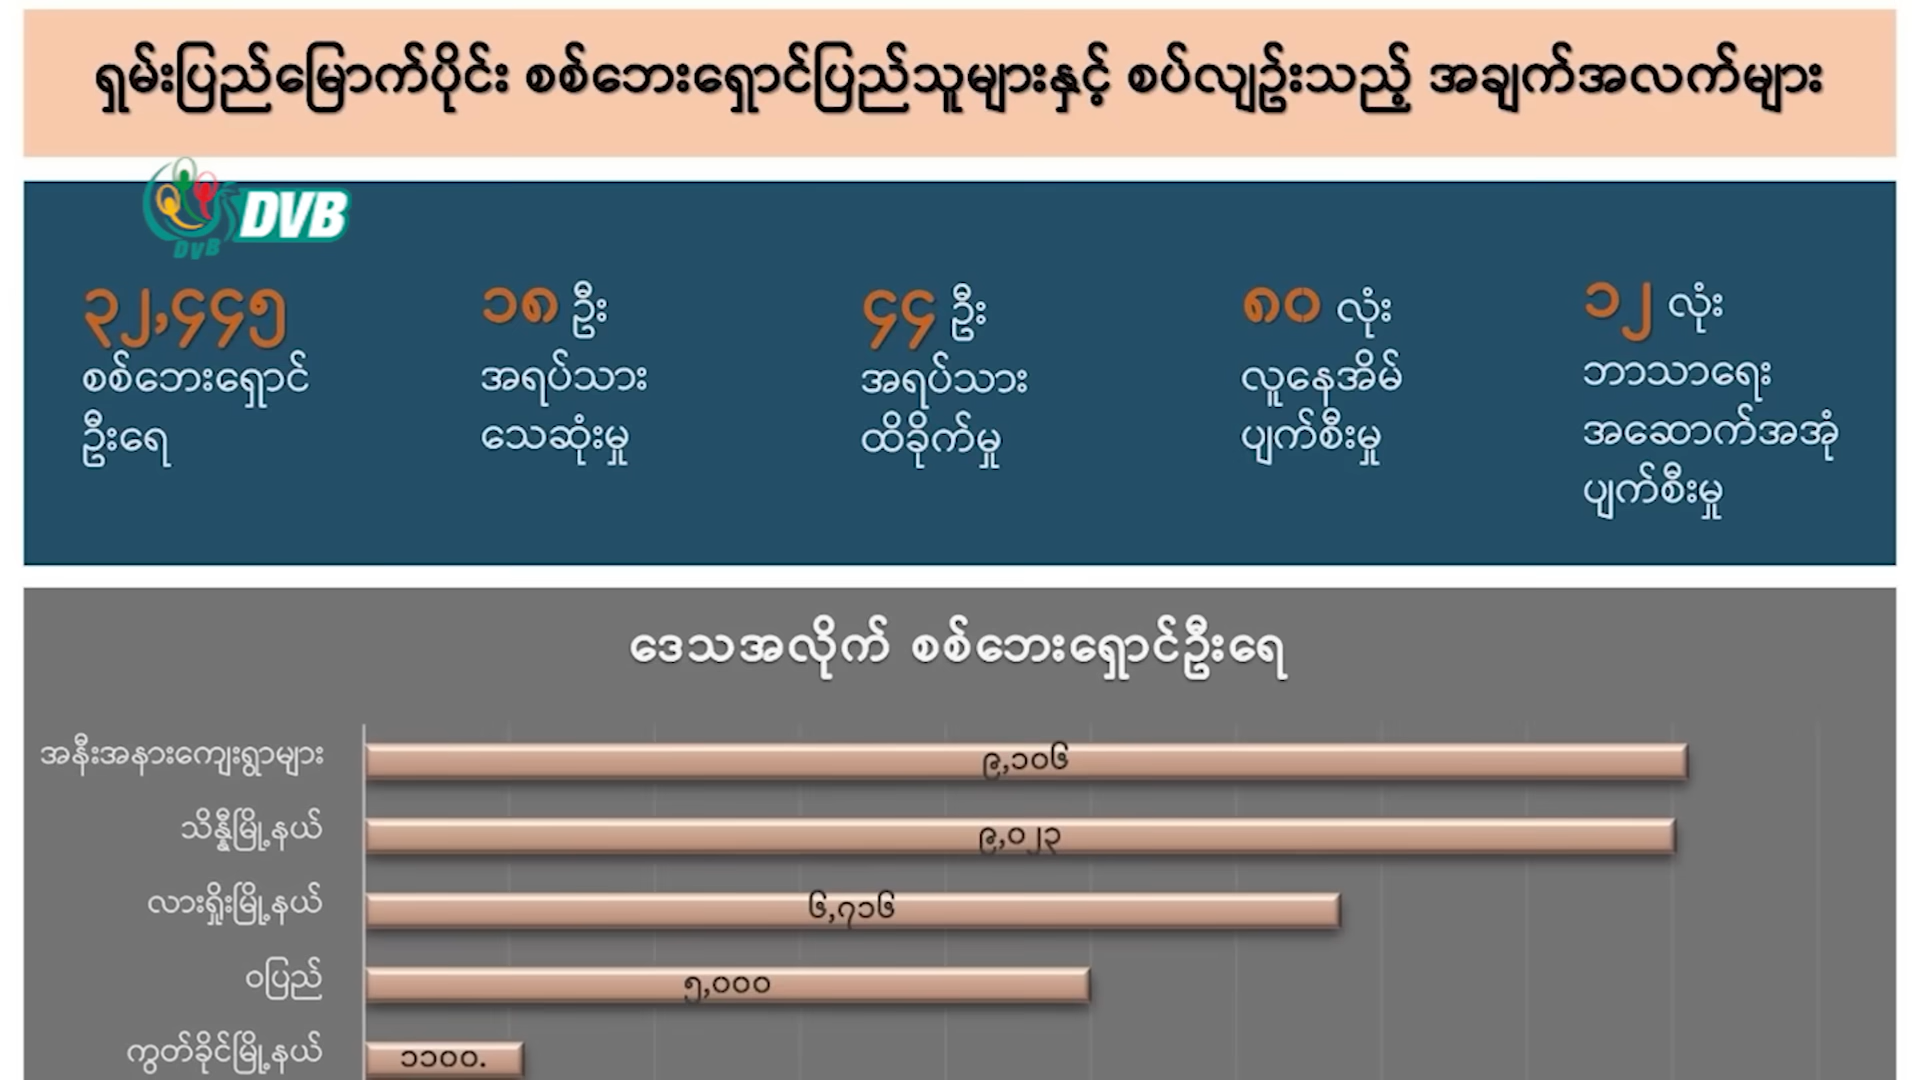 ရှမ်းပြည်မြောက်ပိုင်း စစ်ဘေးရှောင်ပြည်သူများနှင့် စပ်လျဉ်းသည့် အချက်အလက်များ
DVB
DVB
၃၂,၄၄၅
စစ်ဘေးရှောင်
ဦးရေ
၁၈ ဦး
အရပ်သား
သေဆုံးမှု
၄၄ ဦး
အရပ်သား
ထိခိုက်မှု
၈၀ လုံး
လူနေအိမ်
ပျက်စီးမှု
၁၂ လုံး
ဘာသာရေး
အဆောက်အအုံ
ပျက်စီးမှု
ဒေသအလိုက် စစ်ဘေးရှောင်ဦးရေ
အနီးအနားကျေးရွာများ ၉,၁၀၆
သိန္နီမြို့နယ် ၉,၀၂၃
လားရှိုးမြို့နယ် ၆,၇၁၆
ဝပြည် ၅,၀၀၀
ကွတ်ခိုင်မြို့နယ် ၁၁၀၀.